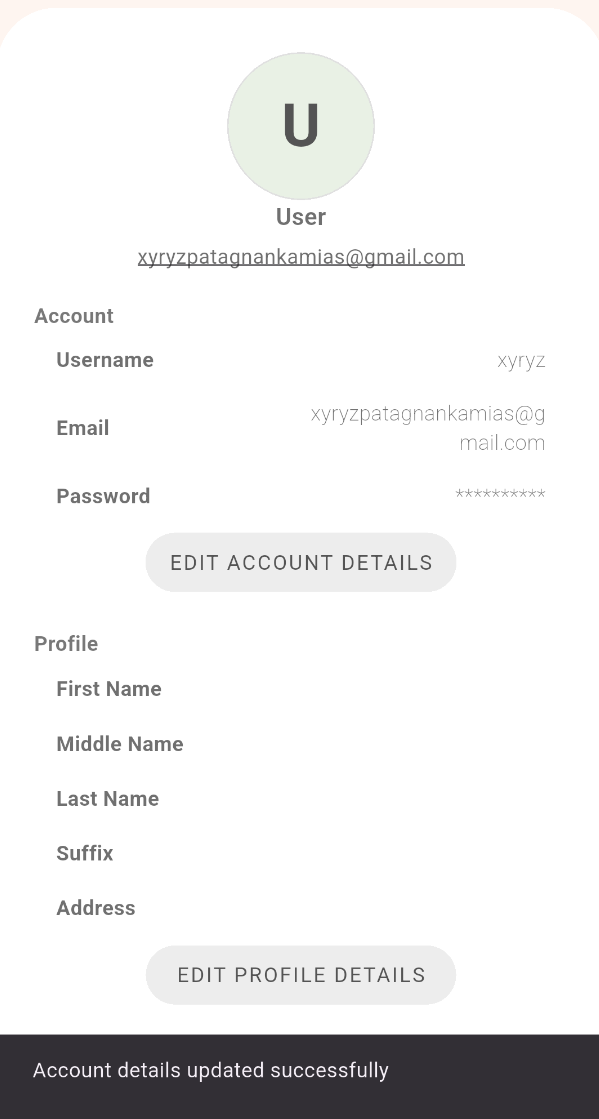 U
User
xyryzpatagnankamias@gmail.com
Account
Username xyryz
Email xyryzpatagnankamias@g
mail.com
Password **********
EDIT ACCOUNT DETAILS
Profile
First Name
Middle Name
Last Name
Suffix
Address
EDIT PROFILE DETAILS
Account details updated successfully